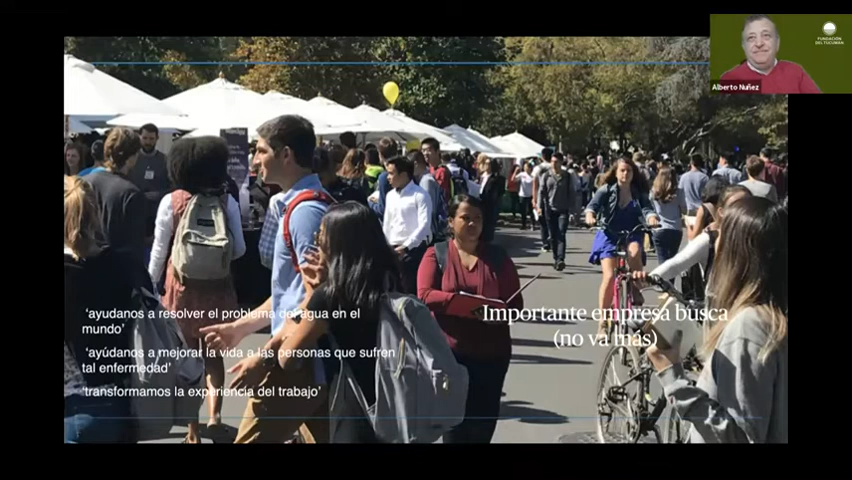 FUNDACIÓN
DEL TUCUMÁN
Alberto Nuñez
'ayudanos a resolver el problema del agua en el
mundo'
'ayúdanos a mejorar la vida a las personas que sufren
tal enfermedad'
'transformamos la experiencia del trabajo'
Importante empresa busca
(no va más)